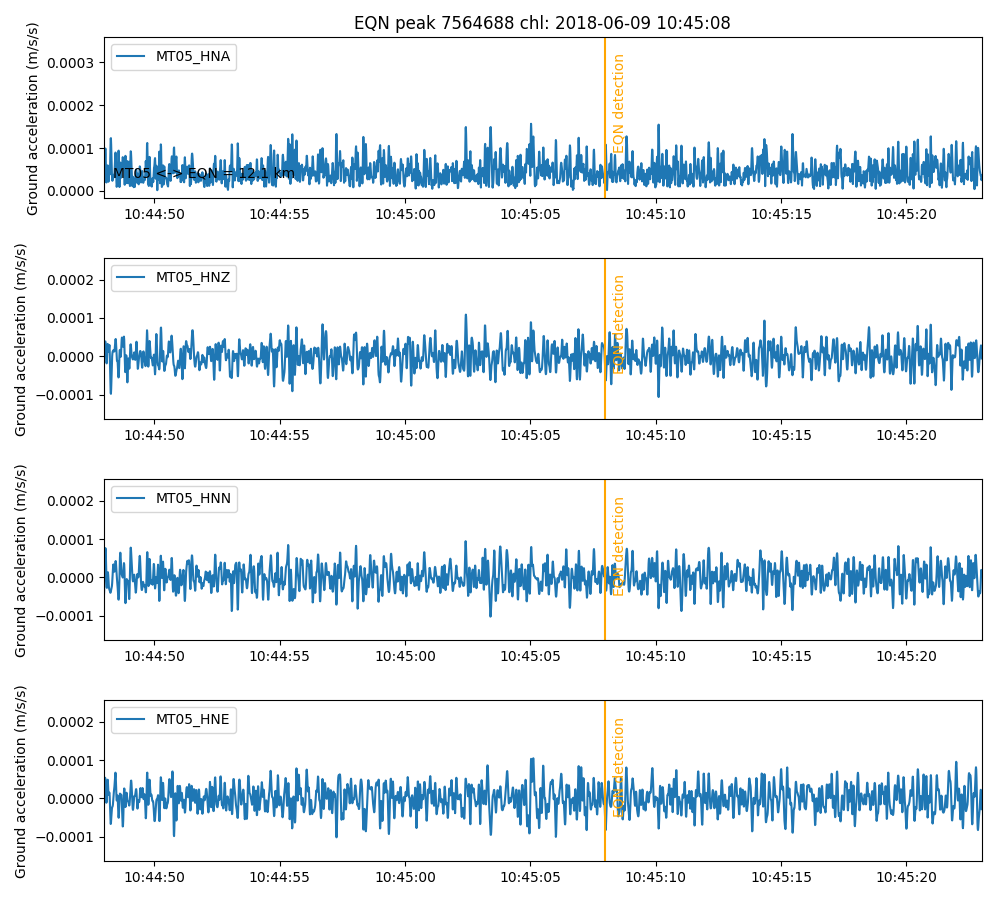 EQN peak 7564688 chl: 2018-06-09 10:45:08
Ground acceleration (m/s/s)
0.0003
0.0002
0.0001
0.0000
MT05_HNA
EQN detection
MT05 <-> EQN = 12.1 km
10:44:50 10:44:55 10:45:00 10:45:05 10:45:10 10:45:15 10:45:20
Ground acceleration (m/s/s)
0.0002
0.0001
0.0000
−0.0001
MT05_HNZ
EQN detection
10:44:50 10:44:55 10:45:00 10:45:05 10:45:10 10:45:15 10:45:20
Ground acceleration (m/s/s)
0.0002
0.0001
0.0000
−0.0001
MT05_HNN
EQN detection
10:44:50 10:44:55 10:45:00 10:45:05 10:45:10 10:45:15 10:45:20
Ground acceleration (m/s/s)
0.0002
0.0001
0.0000
−0.0001
MT05_HNE
EQN detection
10:44:50 10:44:55 10:45:00 10:45:05 10:45:10 10:45:15 10:45:20